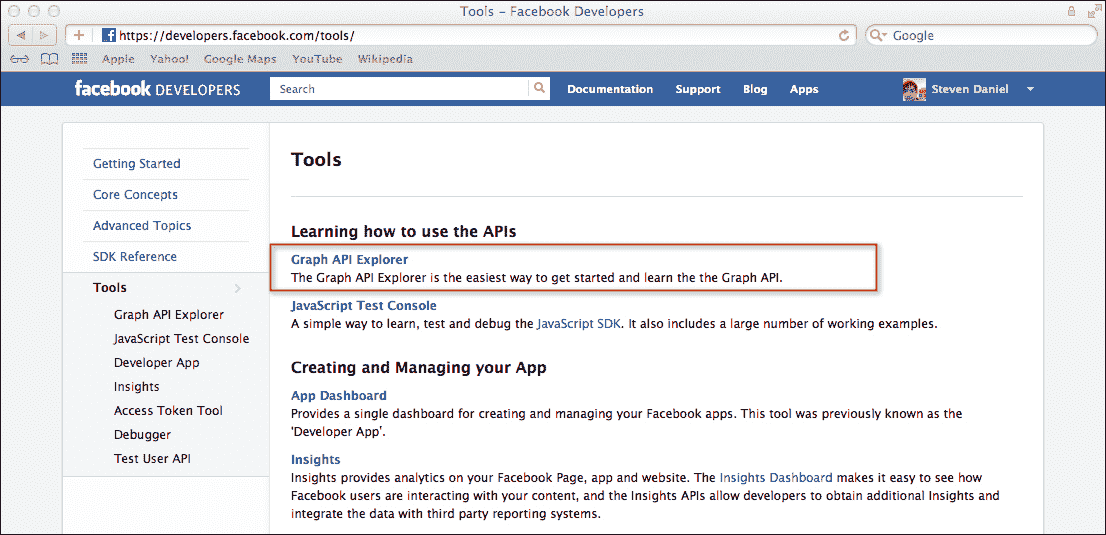 Tools – Facebook Developers
https://developers.facebook.com/tools/
Google
Apple Yahoo! Google Maps YouTube Wikipedia
facebook DEVELOPERS Search Documentation Support Blog Apps Steven Daniel
Getting Started
Core Concepts
Advanced Topics
SDK Reference
Tools
Graph API Explorer
JavaScript Test Console
Developer App
Insights
Access Token Tool
Debugger
Test User API
Tools
Learning how to use the APIs
Graph API Explorer
The Graph API Explorer is the easiest way to get started and learn the the Graph API.
JavaScript Test Console
A simple way to learn, test and debug the JavaScript SDK. It also includes a large number of working examples.
Creating and Managing your App
App Dashboard
Provides a single dashboard for creating and managing your Facebook apps. This tool was previously known as the
'Developer App'.
Insights
Insights provides analytics on your Facebook Page, app and website. The Insights Dashboard makes it easy to see how
Facebook users are interacting with your content, and the Insights APIs allow developers to obtain additional Insights and
integrate the data with third party reporting systems.